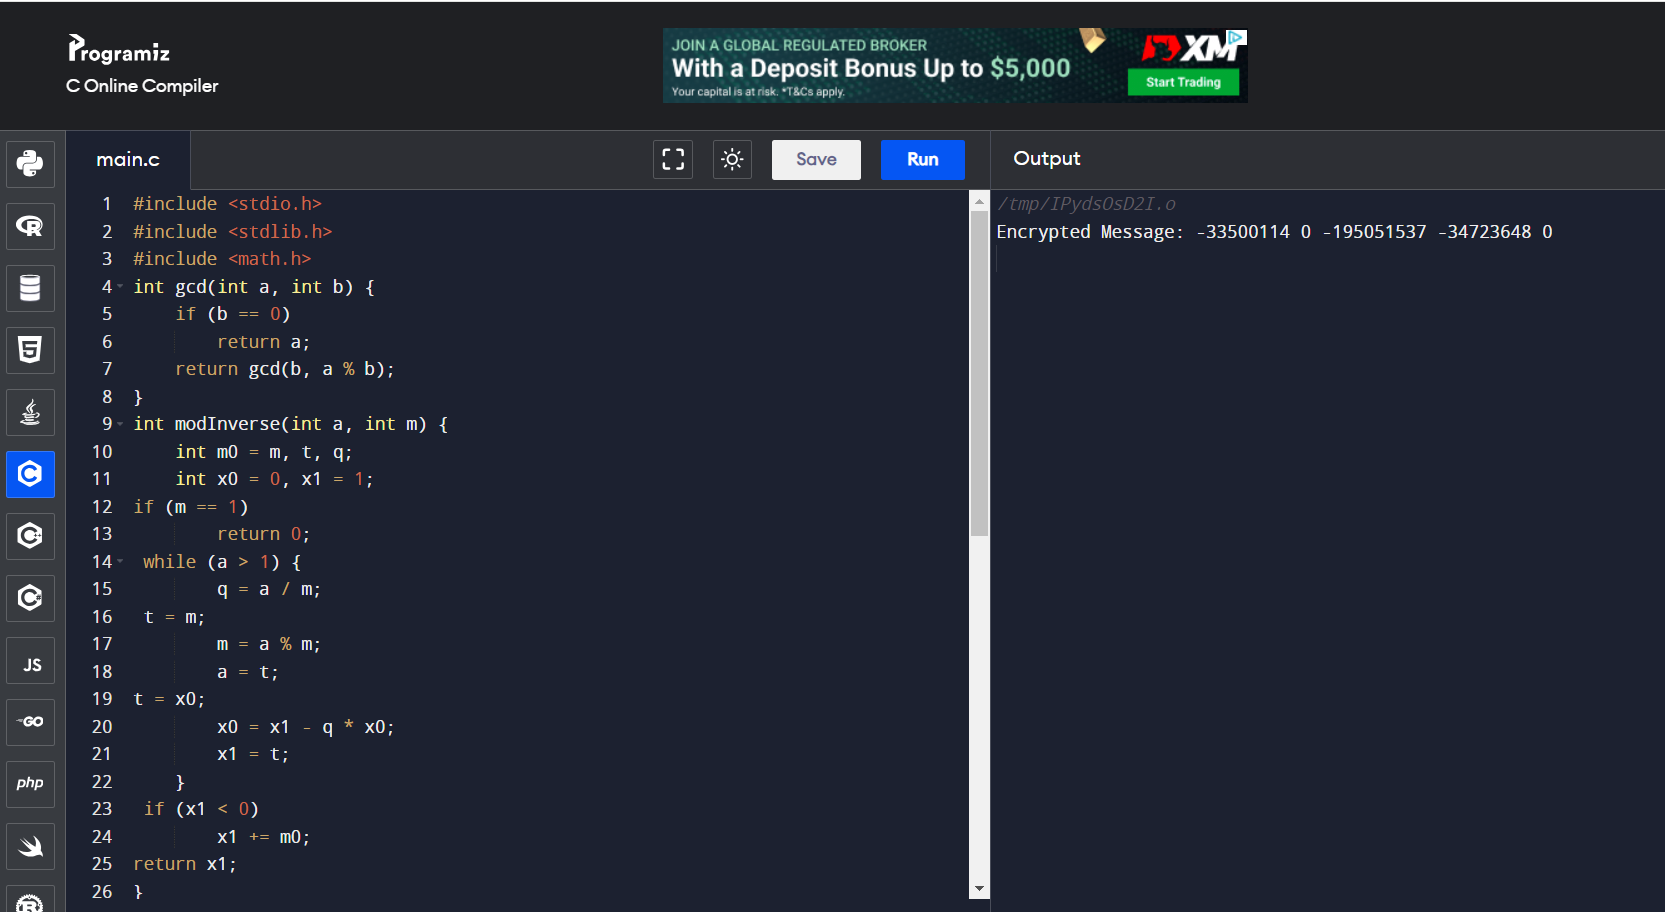 Programiz
C Online Compiler
JOIN A GLOBAL REGULATED BROKER
With a Deposit Bonus Up to $5,000
Your capital is at risk. *T&Cs apply.
XM
Start Trading
main.c
Save
Run
Output
1 #include <stdio.h>
2 #include <stdlib.h>
3 #include <math.h>
4 int gcd(int a, int b) {
5     if (b == 0)
6         return a;
7     return gcd(b, a % b);
8 }
9 int modInverse(int a, int m) {
10     int m0 = m, t, q;
11     int x0 = 0, x1 = 1;
12 if (m == 1)
13         return 0;
14  while (a > 1) {
15         q = a / m;
16  t = m;
17         m = a % m;
18         a = t;
19 t = x0;
20         x0 = x1 - q * x0;
21         x1 = t;
22     }
23  if (x1 < 0)
24         x1 += m0;
25 return x1;
26 }
/tmp/IPydsOsD2I.o
Encrypted Message: -33500114 0 -195051537 -34723648 0
R
5
C
C
C
JS
GO
php
R